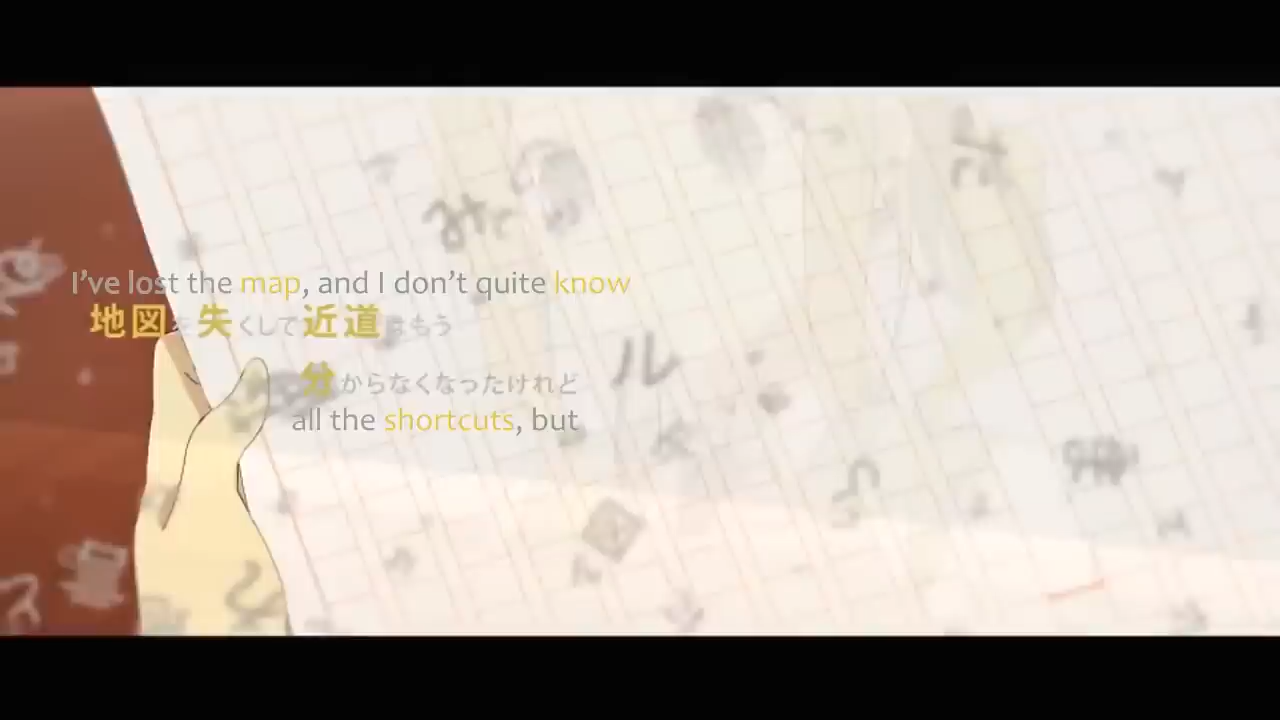 I've lost the map, and I don't quite know
地図を失くして近道はもう
分からなくなったけれど
all the shortcuts, but
ル